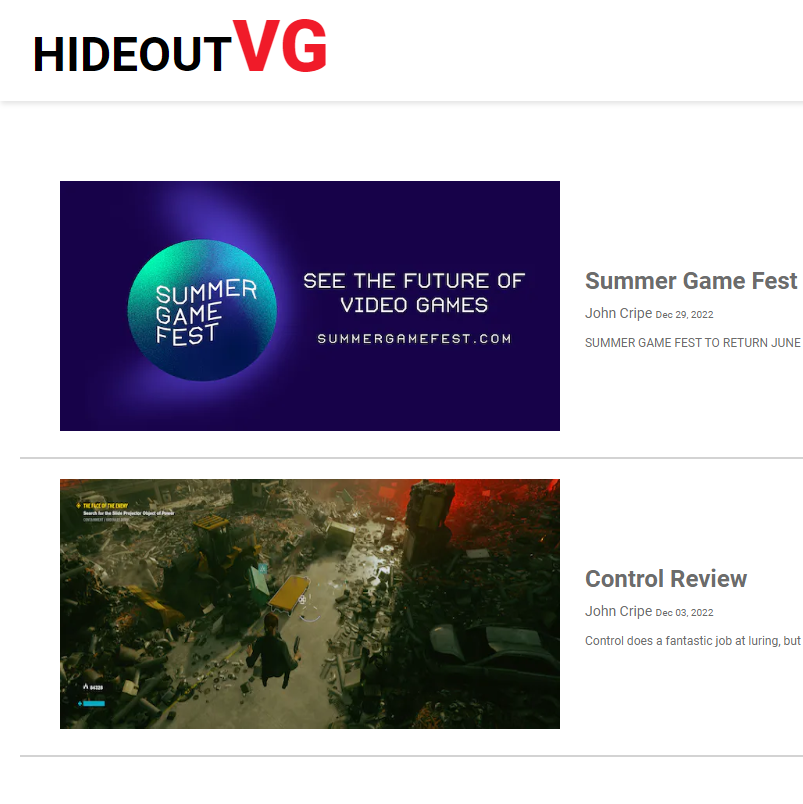 HIDEOUTVG
SUMMER
GAME
FEST
SEE THE FUTURE OF
VIDEO GAMES
SUMMERGAMEFEST.COM
Summer Game Fest
John Cripe Dec 29, 2022
SUMMER GAME FEST TO RETURN JUNE
THE FACE OF THE ENEMY
Search for the Slide Projector Object of Power
Control Review
John Cripe Dec 03, 2022
Control does a fantastic job at luring, but